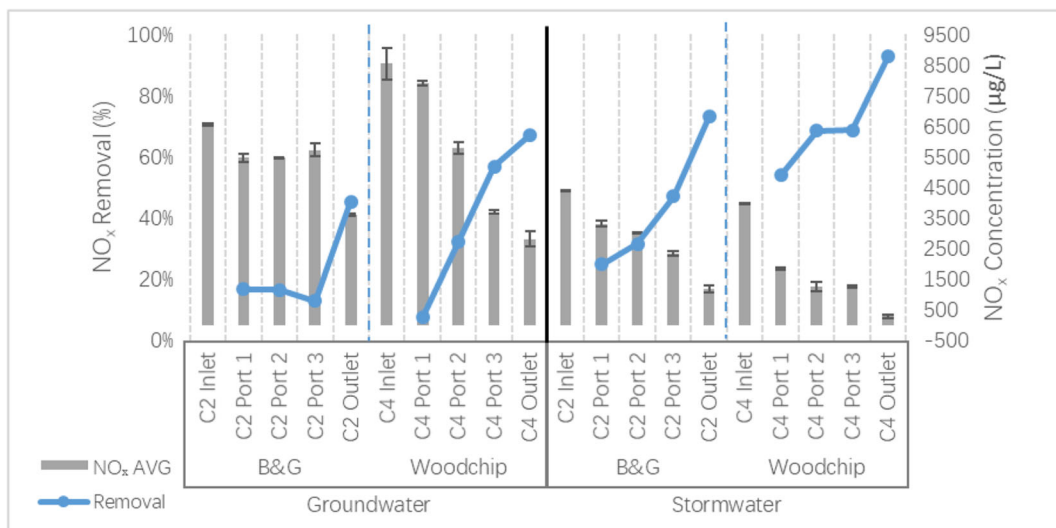 100%
80%
60%
40%
20%
0%
NOₓ Removal (%)
9500
8500
7500
6500
5500
4500
3500
2500
1500
500
-500
NOₓ Concentration (µg/L)
C2 Inlet
C2 Port 1
C2 Port 2
C2 Port 3
C2 Outlet
C4 Inlet
C4 Port 1
C4 Port 2
C4 Port 3
C4 Outlet
C2 Inlet
C2 Port 1
C2 Port 2
C2 Port 3
C2 Outlet
C4 Inlet
C4 Port 1
C4 Port 2
C4 Port 3
C4 Outlet
B&G
Woodchip
B&G
Woodchip
Groundwater
Stormwater
NOₓ AVG
Removal